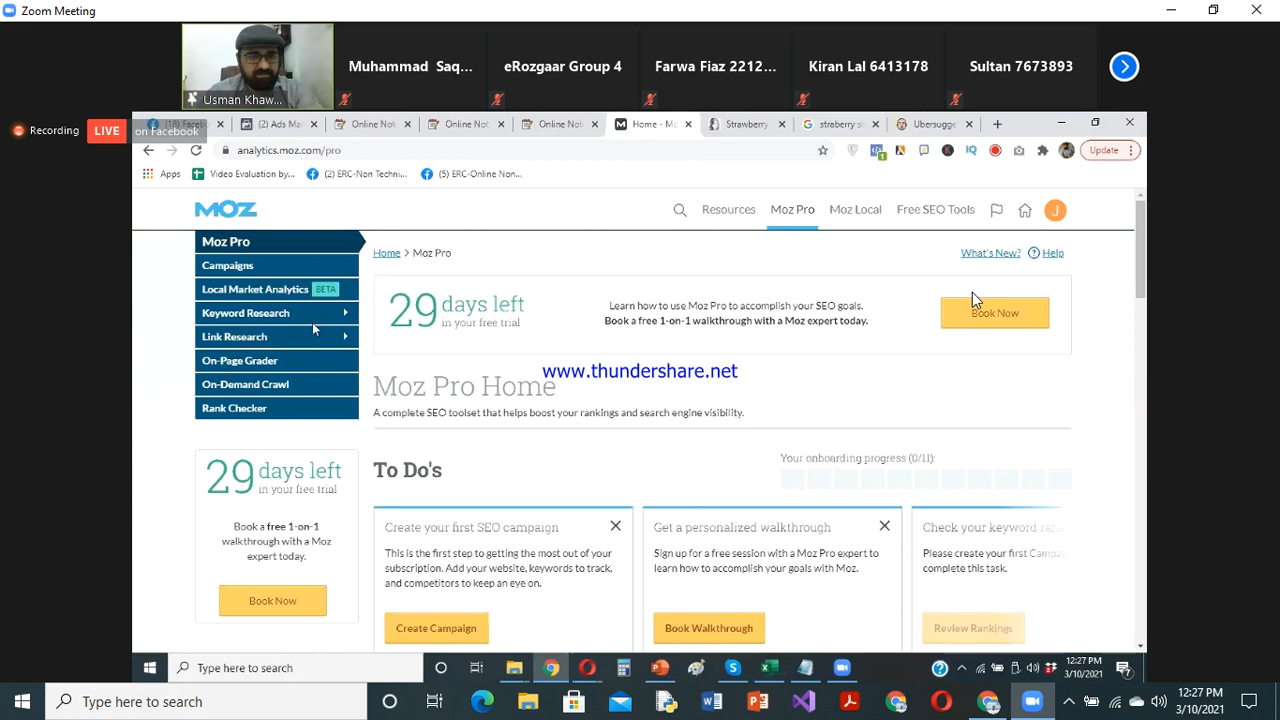 Zoom Meeting
Usman Khaw...
Muhammad Saq...
eRozgaar Group 4
Farwa Fiaz 2212...
Kiran Lal 6413178
Sultan 7673893
Recording
LIVE
on Facebook
(18) Faceb
(2) Ads Ma
Online Not
Online Not
Online Not
Home - Mo
Strawberry
straberry s
Ubersugg
analytics.moz.com/pro
Update
Apps
Video Evaluation by...
(2) ERC-Non Techni...
(5) ERC-Online Non...
MOZ
Resources
Moz Pro
Moz Local
Free SEO Tools
J
Moz Pro
Campaigns
Local Market Analytics BETA
Keyword Research
Link Research
On-Page Grader
On-Demand Crawl
Rank Checker
Home > Moz Pro
What's New?
Help
29 days left
in your free trial
Learn how to use Moz Pro to accomplish your SEO goals.
Book a free 1-on-1 walkthrough with a Moz expert today.
Book Now
www.thundershare.net
Moz Pro Home
A complete SEO toolset that helps boost your rankings and search engine visibility.
29 days left
in your free trial
Book a free 1-on-1
walkthrough with a Moz
expert today.
Book Now
To Do's
Your onboarding progress (0/11):
Create your first SEO campaign
This is the first step to getting the most out of your
subscription. Add your website, keywords to track,
and competitors to keep an eye on.
Create Campaign
Get a personalized walkthrough
Sign up for a free session with a Moz Pro expert to
learn how to accomplish your goals with Moz.
Book Walkthrough
Check your keyword ran
Please create your first Campa
complete this task.
Review Rankings
Type here to search
12:27 PM
3/10/2021
Type here to search
12:27 PM
3/10/2021